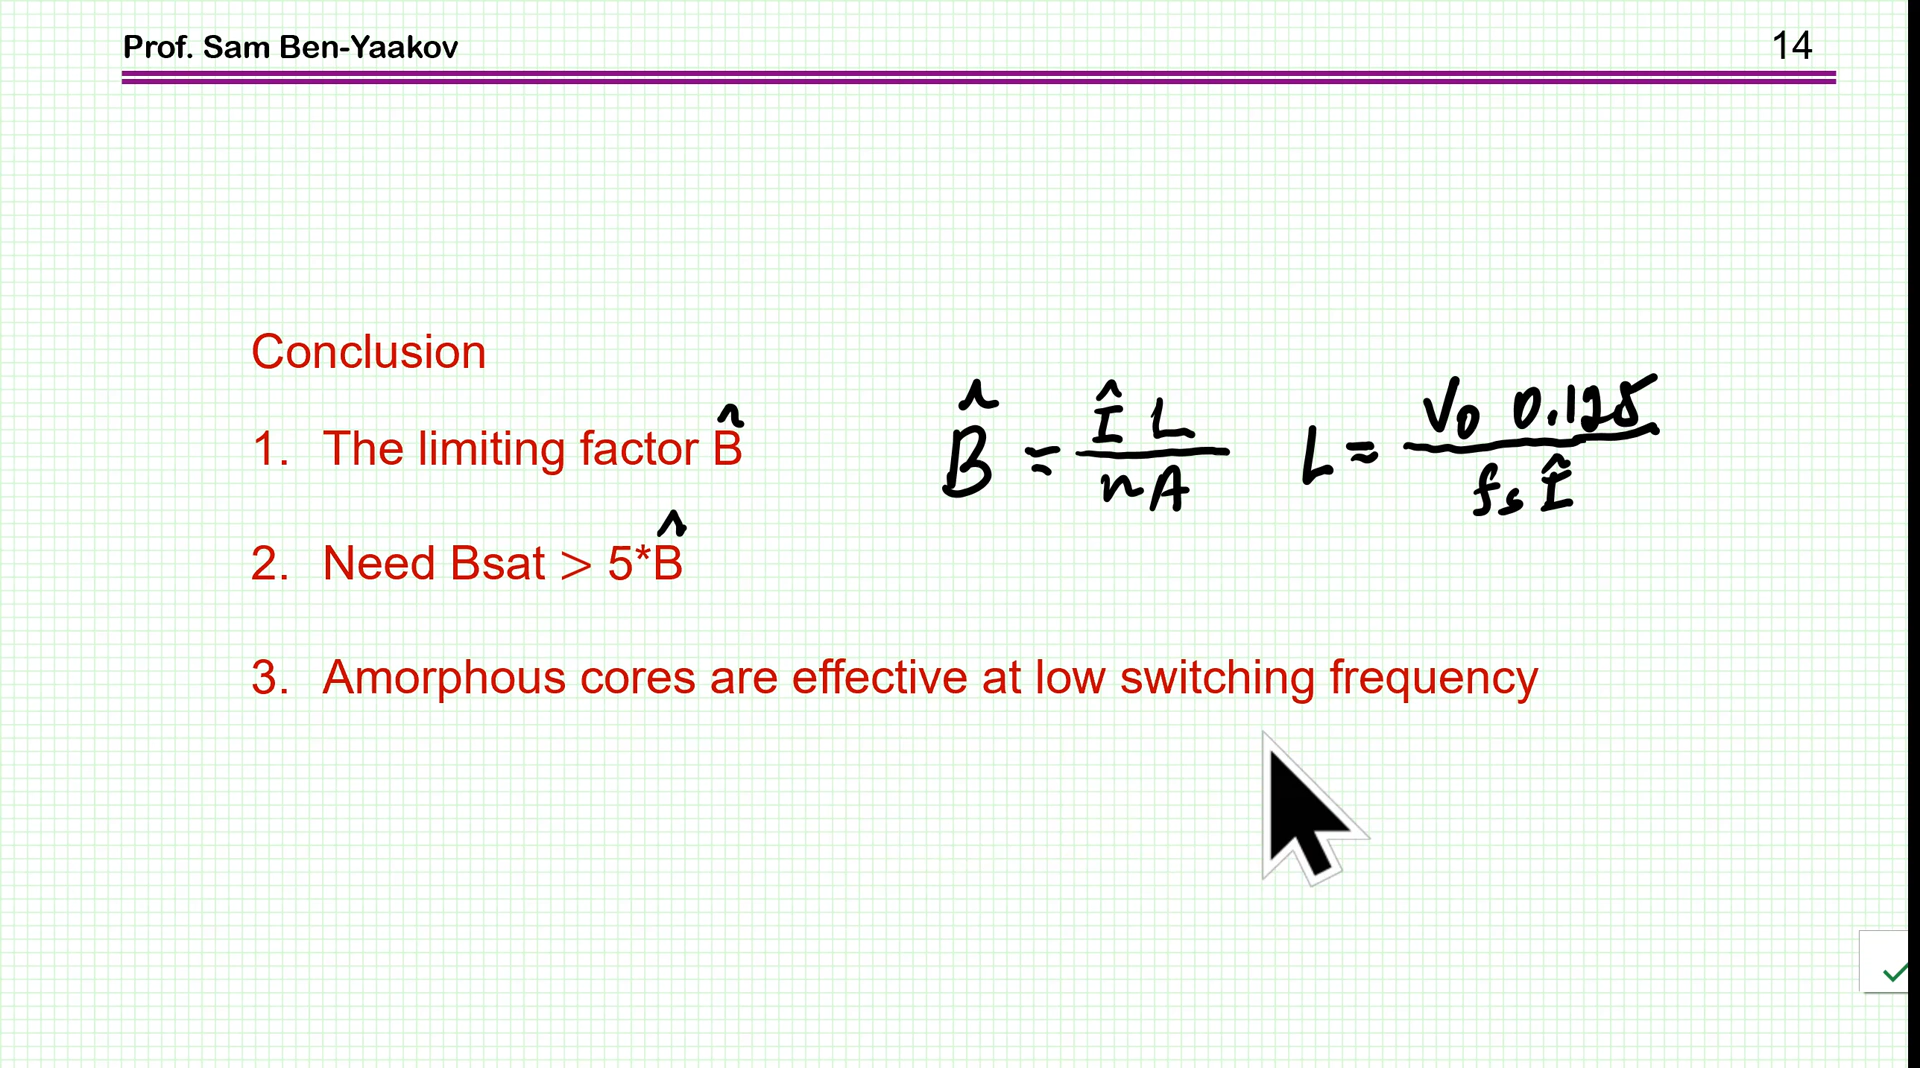 Prof. Sam Ben-Yaakov
14
Conclusion
1. The limiting factor B̂
B̂ = Î L / nA
L = Vo 0.125 / fs Î
2. Need Bsat > 5*B̂
3. Amorphous cores are effective at low switching frequency